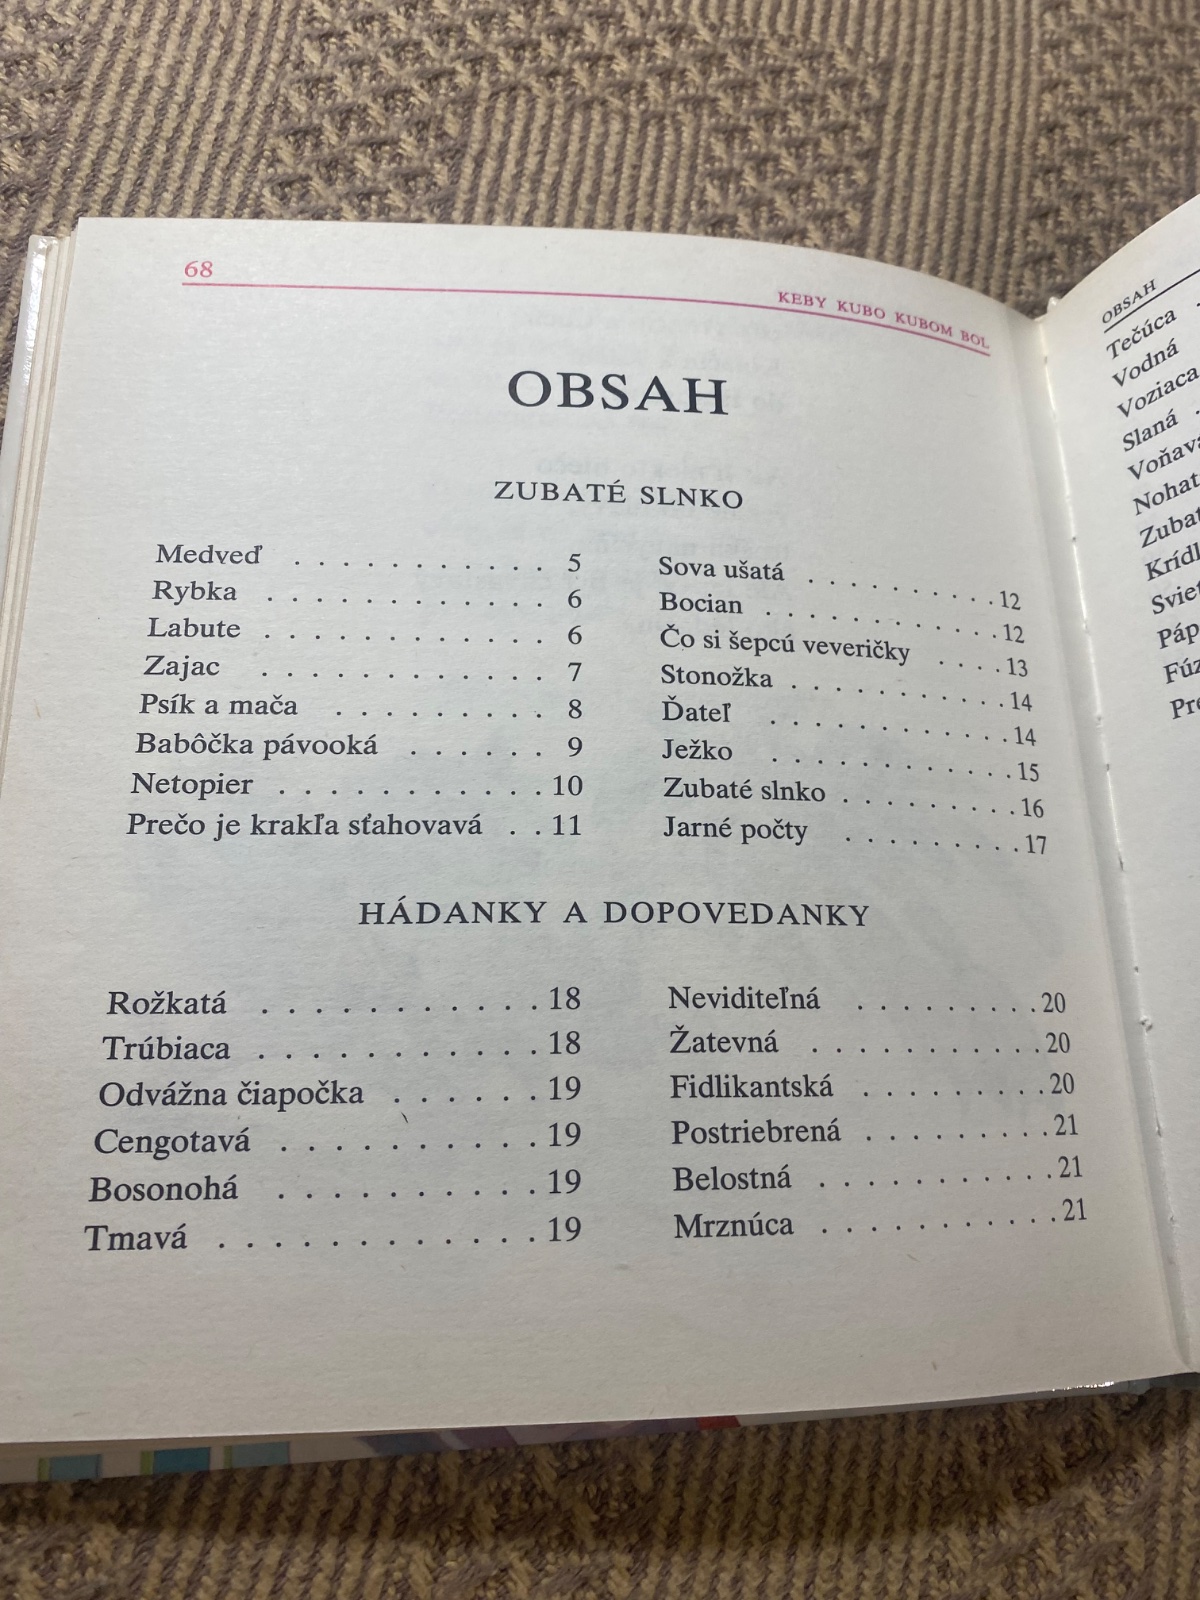 68
KEBY KUBO KUBOM BOL
OBSAH
ZUBATÉ SLNKO
Medveď . . . . . . . . . . . 5
Rybka . . . . . . . . . . . 6
Labute . . . . . . . . . . . 6
Zajac . . . . . . . . . . . 7
Psík a mača . . . . . . . . 8
Babôčka pávooká . . . . . . 9
Netopier . . . . . . . . . . 10
Prečo je krakľa sťahovavá . . 11
Sova ušatá . . . . . . . . . 12
Bocian . . . . . . . . . . . 12
Čo si šepcú veveričky . . . . 13
Stonožka . . . . . . . . . . 14
Ďateľ . . . . . . . . . . . 14
Ježko . . . . . . . . . . . 15
Zubaté slnko . . . . . . . . 16
Jarné počty . . . . . . . . 17
HÁDANKY A DOPOVEDANKY
Rožkatá . . . . . . . . . . . 18
Trúbiaca . . . . . . . . . . . 18
Odvážna čiapočka . . . . . . 19
Cengotavá . . . . . . . . . . 19
Bosonohá . . . . . . . . . . 19
Tmavá . . . . . . . . . . . . 19
Neviditeľná . . . . . . . . 20
Žatevná . . . . . . . . . . 20
Fidlikantská . . . . . . . . 20
Postriebrená . . . . . . . . 21
Belostná . . . . . . . . . . 21
Mrznúca . . . . . . . . . . 21
OBSAH
Tečúca
Vodná
Voziaca
Slaná